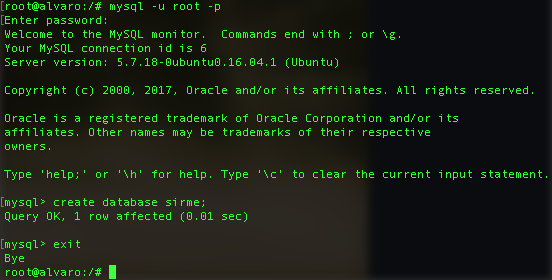 [root@alvaro:/# mysql -u root -p
[Enter password:
Welcome to the MySQL monitor.  Commands end with ; or \g.
Your MySQL connection id is 6
Server version: 5.7.18-0ubuntu0.16.04.1 (Ubuntu)
Copyright (c) 2000, 2017, Oracle and/or its affiliates. All rights reserved.
Oracle is a registered trademark of Oracle Corporation and/or its
affiliates. Other names may be trademarks of their respective
owners.
Type 'help;' or '\h' for help. Type '\c' to clear the current input statement.
[mysql> create database sirme;
Query OK, 1 row affected (0.01 sec)
[mysql> exit
Bye
root@alvaro:/#